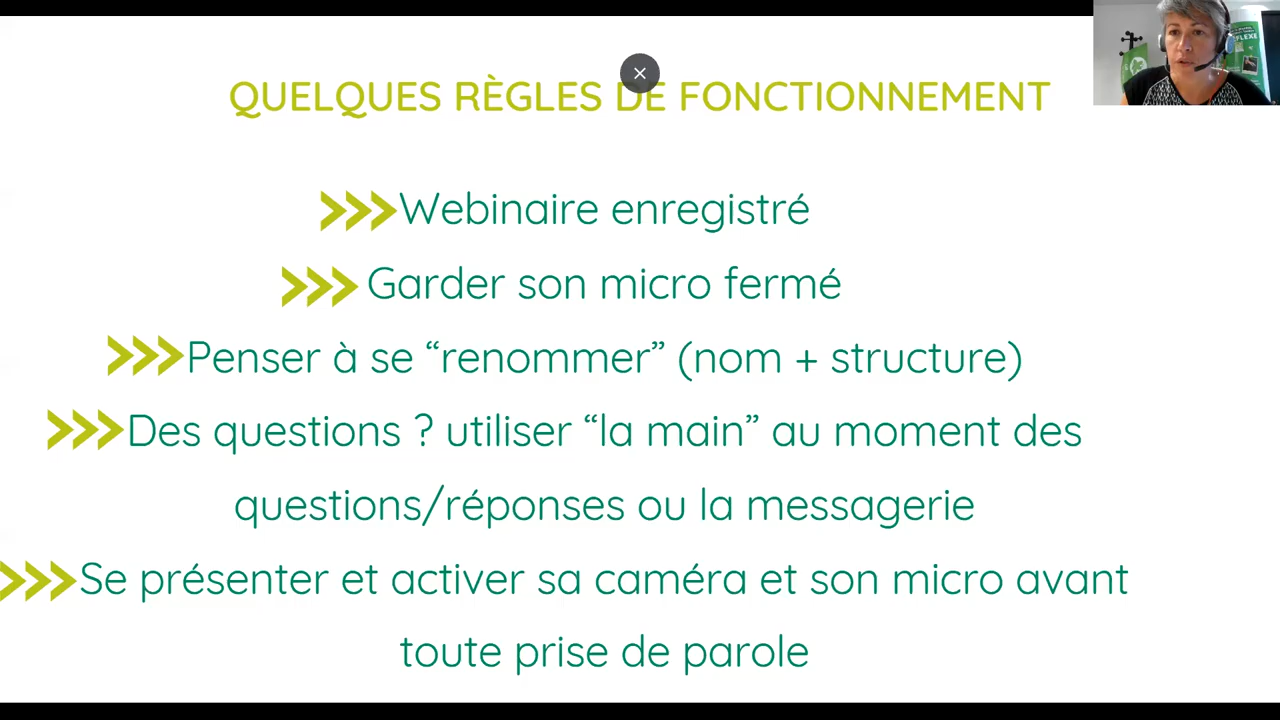 QUELQUES RÈGLES DE FONCTIONNEMENT
Webinaire enregistré
Garder son micro fermé
Penser à se “renommer” (nom + structure)
Des questions ? utiliser “la main” au moment des
questions/réponses ou la messagerie
Se présenter et activer sa caméra et son micro avant
toute prise de parole